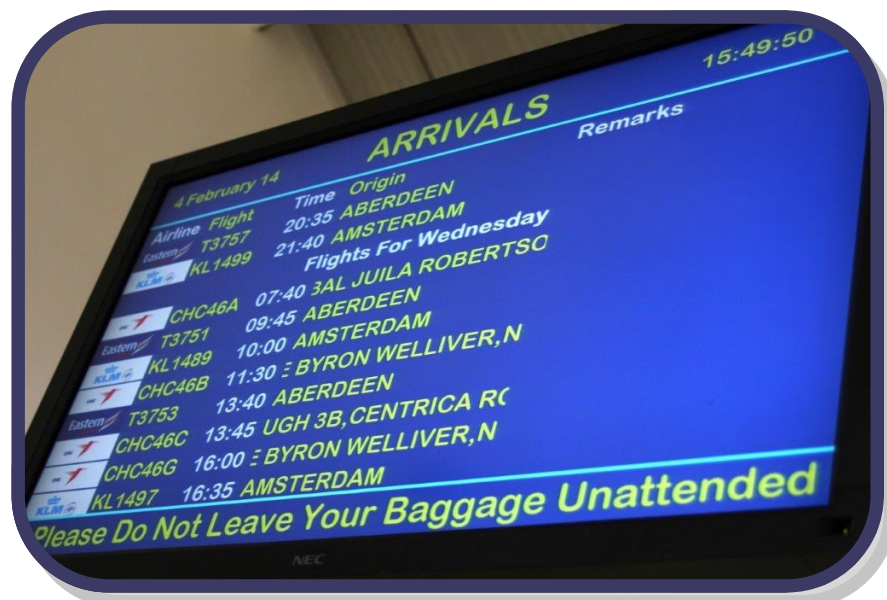 15:49:50
ARRIVALS
4 February 14
Remarks
Airline Flight Time Origin
Eastern T3757 20:35 ABERDEEN
KLM KL1499 21:40 AMSTERDAM
Flights For Wednesday
CHC46A 07:40 BAL JUILA ROBERTSO
Eastern T3751 09:45 ABERDEEN
KLM KL1489 10:00 AMSTERDAM
CHC46B 11:30 E BYRON WELLIVER,N
Eastern T3753 13:40 ABERDEEN
CHC46C 13:45 UGH 3B,CENTRICA RO
CHC46G 16:00 E BYRON WELLIVER,N
KLM KL1497 16:35 AMSTERDAM
Please Do Not Leave Your Baggage Unattended
NEC